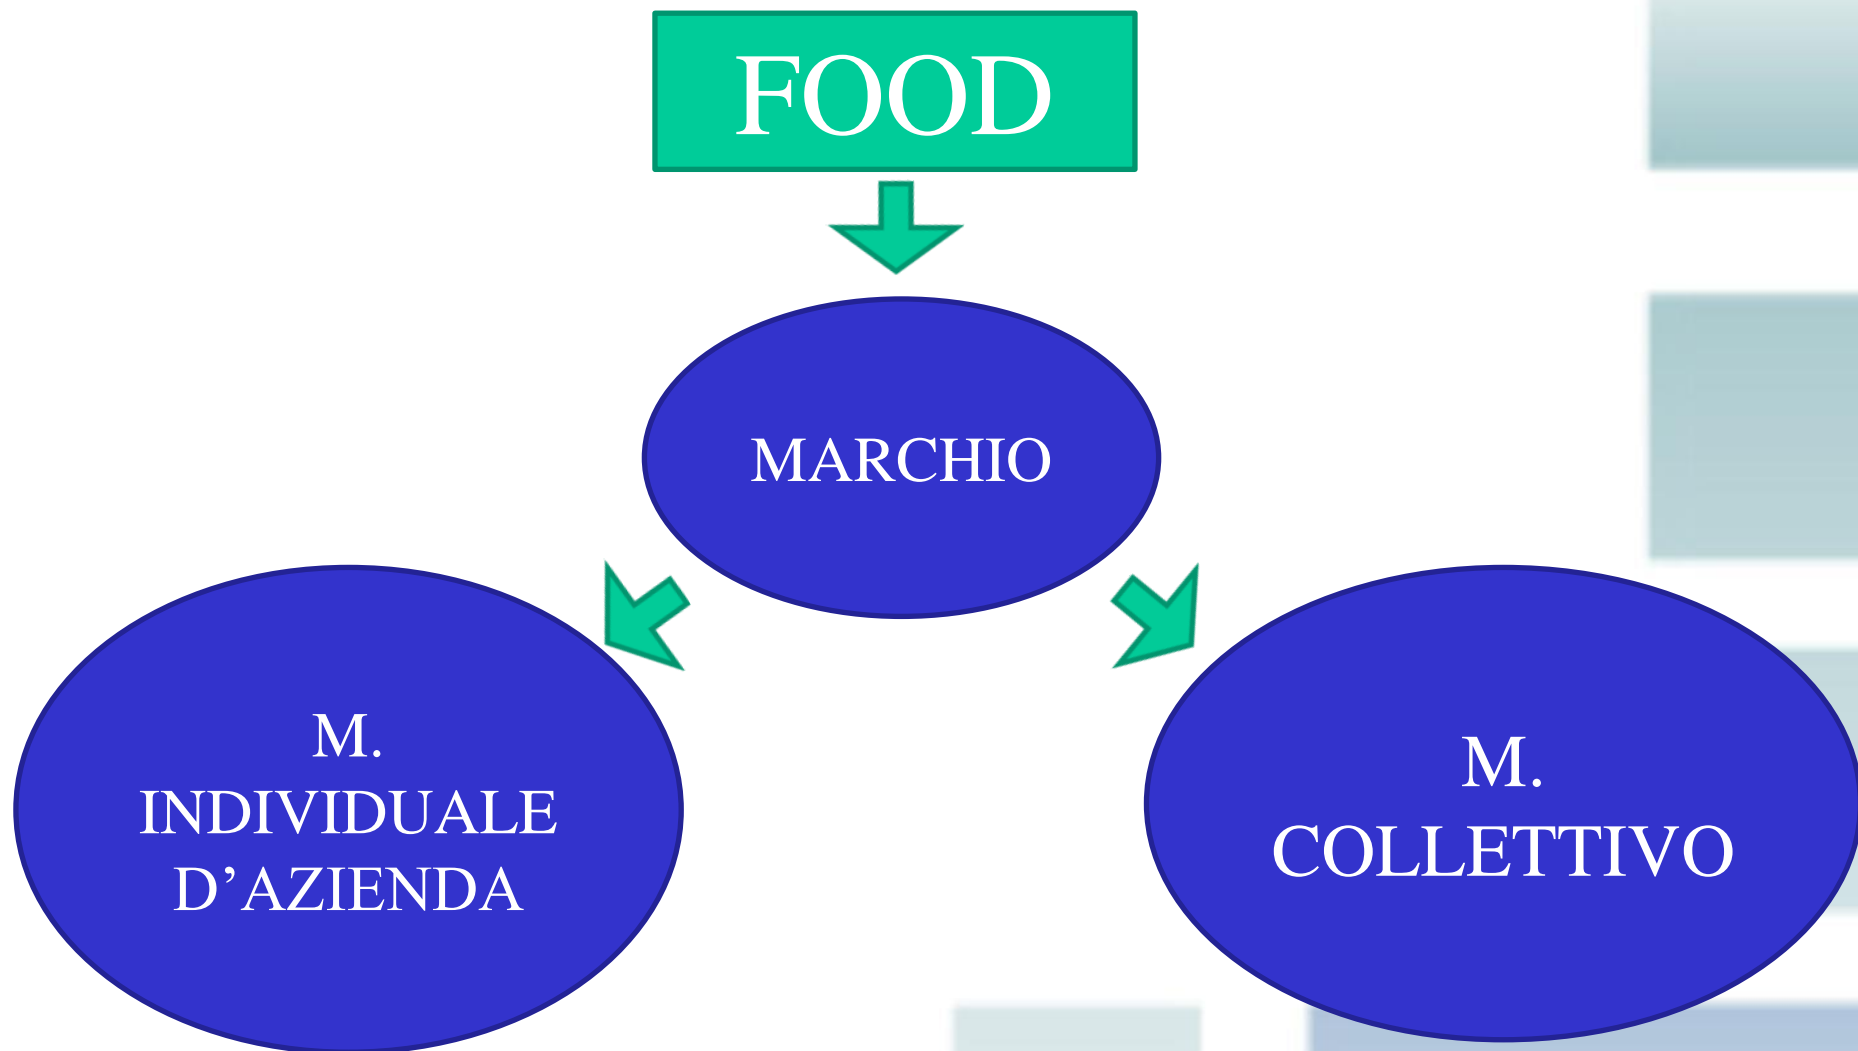 FOOD
MARCHIO
M.
INDIVIDUALE
D’AZIENDA
M.
COLLETTIVO